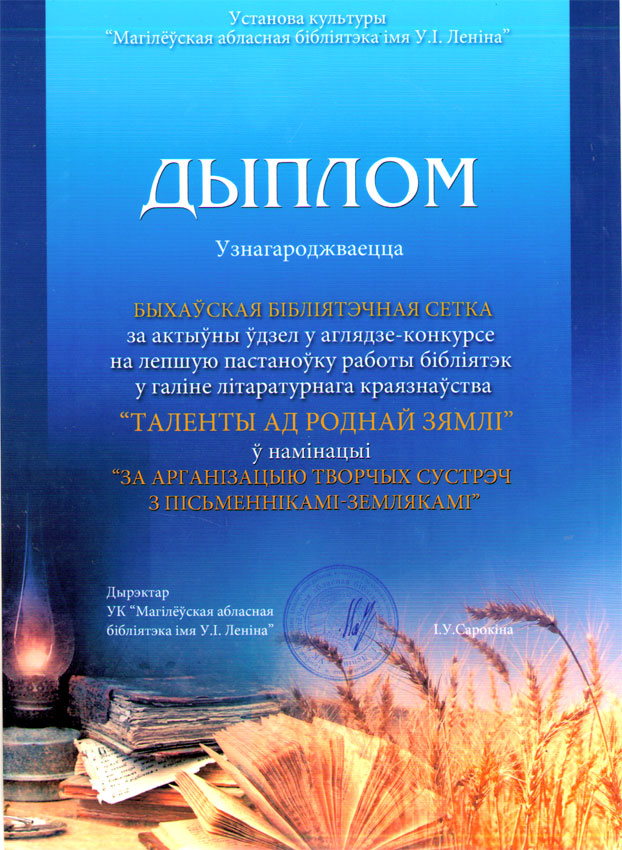 Установа культуры
“Магілёўская абласная бібліятэка імя У.І. Леніна”
ДЫПЛОМ
Узнагароджваецца
БЫХАЎСКАЯ БІБЛІЯТЭЧНАЯ СЕТКА
за актыўны ўдзел у аглядзе-конкурсе
на лепшую пастаноўку работы бібліятэк
у галіне літаратурнага краязнаўства
“ТАЛЕНТЫ АД РОДНАЙ ЗЯМЛІ”
ў намінацыі
“ЗА АРГАНІЗАЦЫЮ ТВОРЧЫХ СУСТРЭЧ
З ПІСЬМЕННІКАМІ-ЗЕМЛЯКАМІ”
Дырэктар
УК “Магілёўская абласная
бібліятэка імя У.І. Леніна”
І.У.Сарокіна